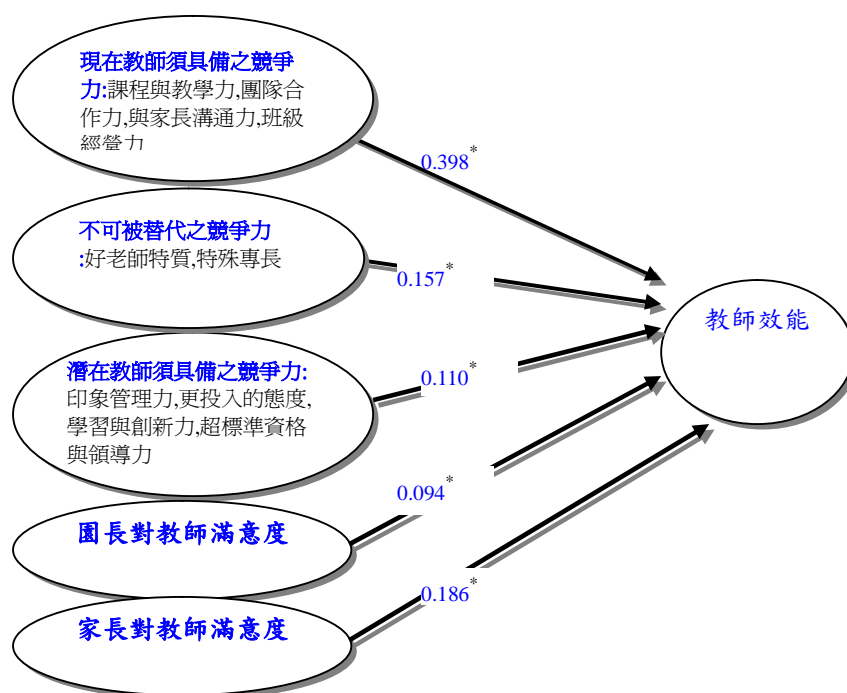 現在教師須具備之競爭
力:課程與教學力,團隊合
作力,與家長溝通力,班級
經營力
0.398*
不可被替代之競爭力
:好老師特質,特殊專長
0.157*
教師效能
潛在教師須具備之競爭力:
印象管理力,更投入的態度,
學習與創新力,超標準資格
與領導力
0.110*
園長對教師滿意度
0.094*
家長對教師滿意度
0.186*